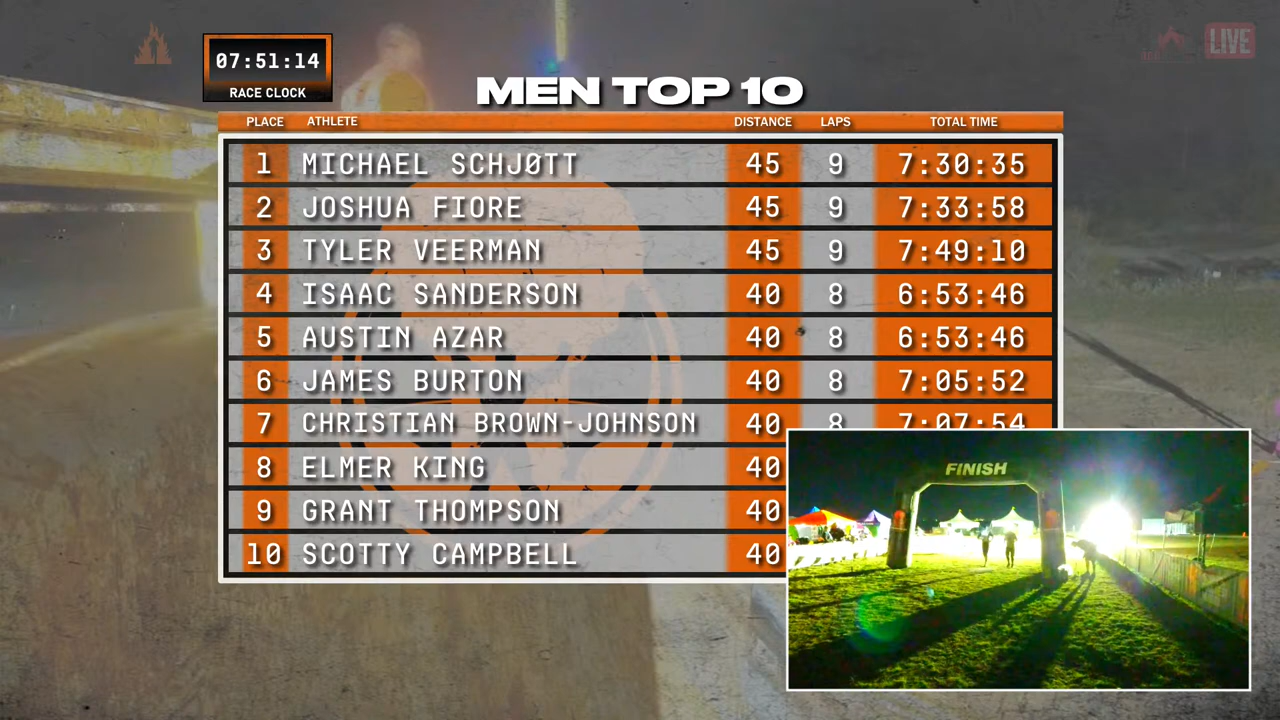 07:51:14
RACE CLOCK
LIVE
MEN TOP 10
PLACE ATHLETE DISTANCE LAPS TOTAL TIME
1 MICHAEL SCHJØTT 45 9 7:30:35
2 JOSHUA FIORE 45 9 7:33:58
3 TYLER VEERMAN 45 9 7:49:10
4 ISAAC SANDERSON 40 8 6:53:46
5 AUSTIN AZAR 40 8 6:53:46
6 JAMES BURTON 40 8 7:05:52
7 CHRISTIAN BROWN-JOHNSON 40 8 7:07:54
8 ELMER KING 40
9 GRANT THOMPSON 40
10 SCOTTY CAMPBELL 40
FINISH